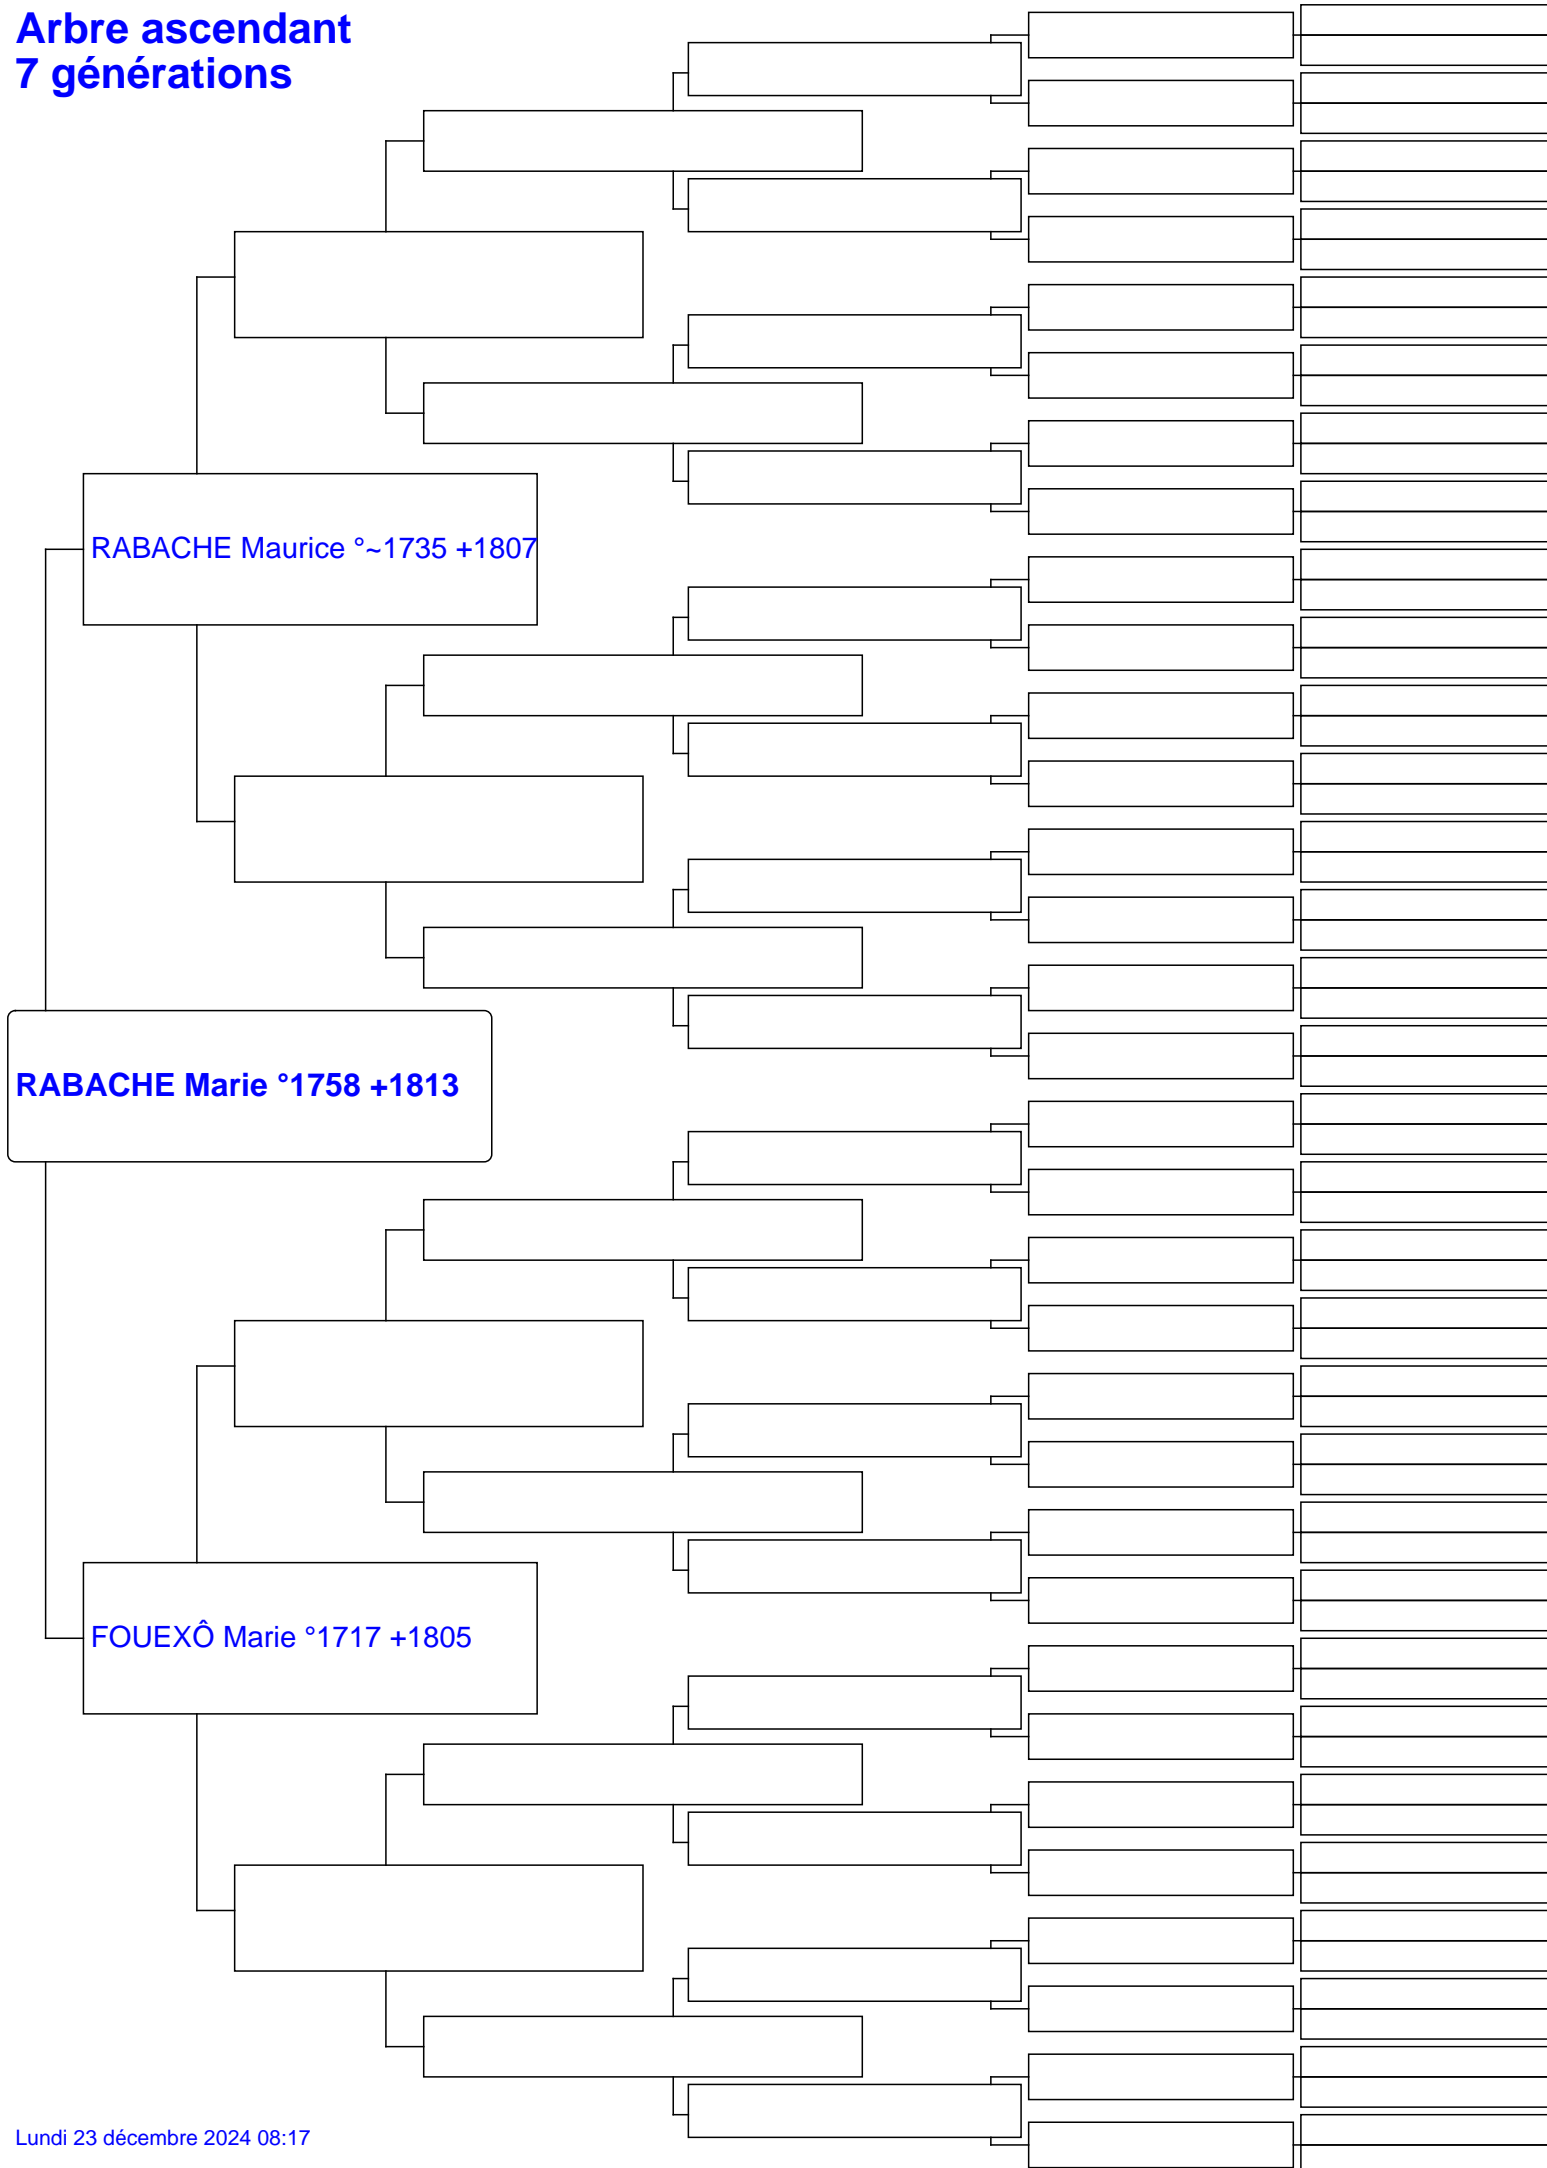 Arbre ascendant
7 générations
RABACHE Maurice °~1735 +1807
RABACHE Marie °1758 +1813
FOUEXÔ Marie °1717 +1805
Lundi 23 décembre 2024 08:17